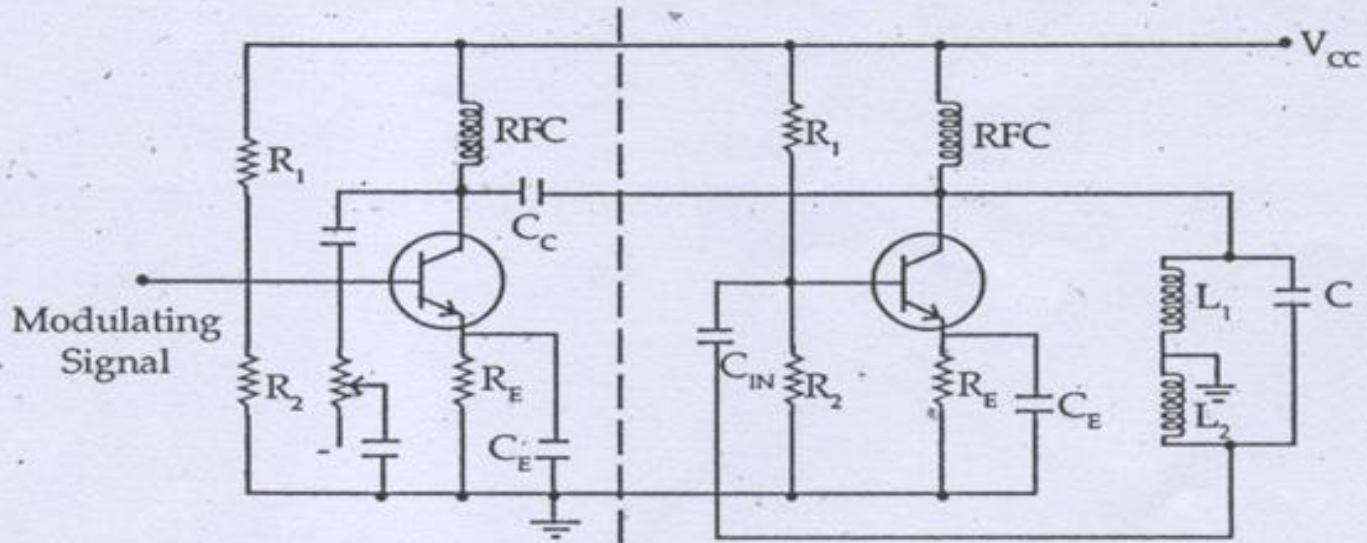 V_CC
RFC
RFC
R_1
R_1
C_C
L_1
C
Modulating
Signal
R_2
R_E
C_E
C_IN
R_2
R_E
C_E
L_2